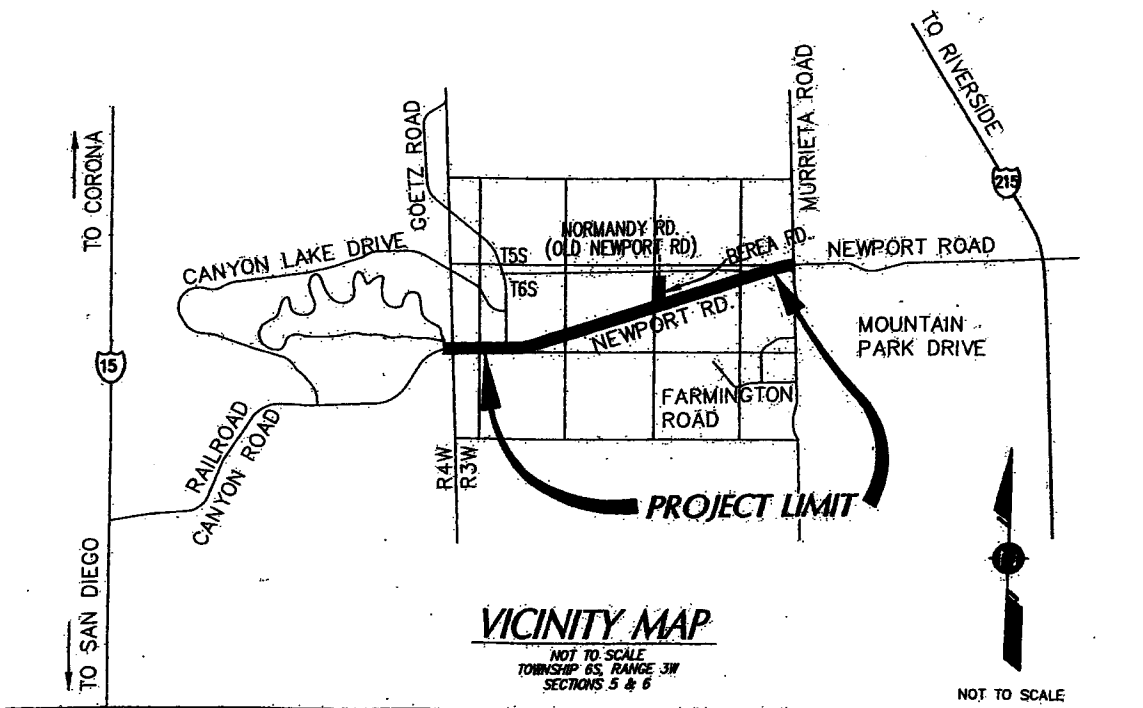 TO RIVERSIDE
215
MURRIETA ROAD
GOETZ ROAD
TO CORONA
NORMANDY RD.
(OLD NEWPORT RD)
BEREA RD.
NEWPORT ROAD
CANYON LAKE DRIVE
T5S
T6S
NEWPORT RD.
MOUNTAIN
PARK DRIVE
15
FARMINGTON
ROAD
RAILROAD
CANYON ROAD
R4W
R3W
PROJECT LIMIT
TO SAN DIEGO
VICINITY MAP
NOT TO SCALE
TOWNSHIP 6S, RANGE 3W
SECTIONS 5 & 6
NOT TO SCALE